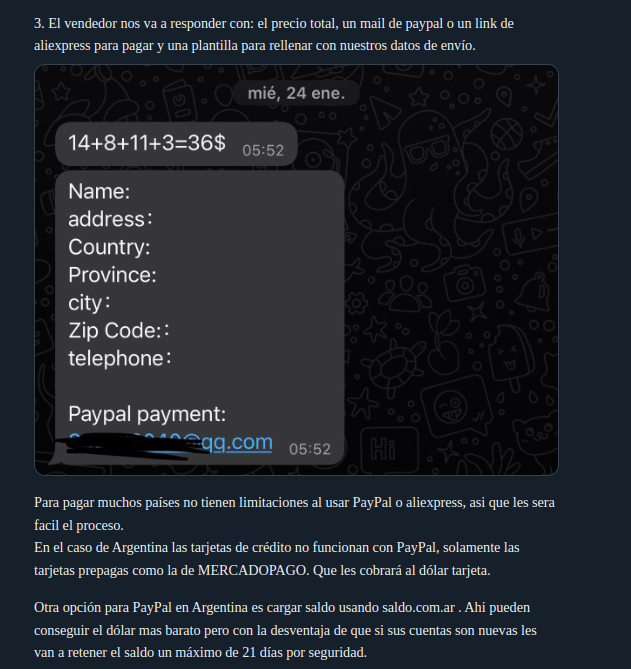 3. El vendedor nos va a responder con: el precio total, un mail de paypal o un link de
aliexpress para pagar y una plantilla para rellenar con nuestros datos de envío.
mié, 24 ene.
14+8+11+3=36$ 05:52
Name:
address:
Country:
Province:
city:
Zip Code::
telephone:
Paypal payment:
@qq.com 05:52
Hi
Para pagar muchos países no tienen limitaciones al usar PayPal o aliexpress, asi que les sera
facil el proceso.
En el caso de Argentina las tarjetas de crédito no funcionan con PayPal, solamente las
tarjetas prepagas como la de MERCADOPAGO. Que les cobrará al dólar tarjeta.
Otra opción para PayPal en Argentina es cargar saldo usando saldo.com.ar . Ahi pueden
conseguir el dólar mas barato pero con la desventaja de que si sus cuentas son nuevas les
van a retener el saldo un máximo de 21 días por seguridad.